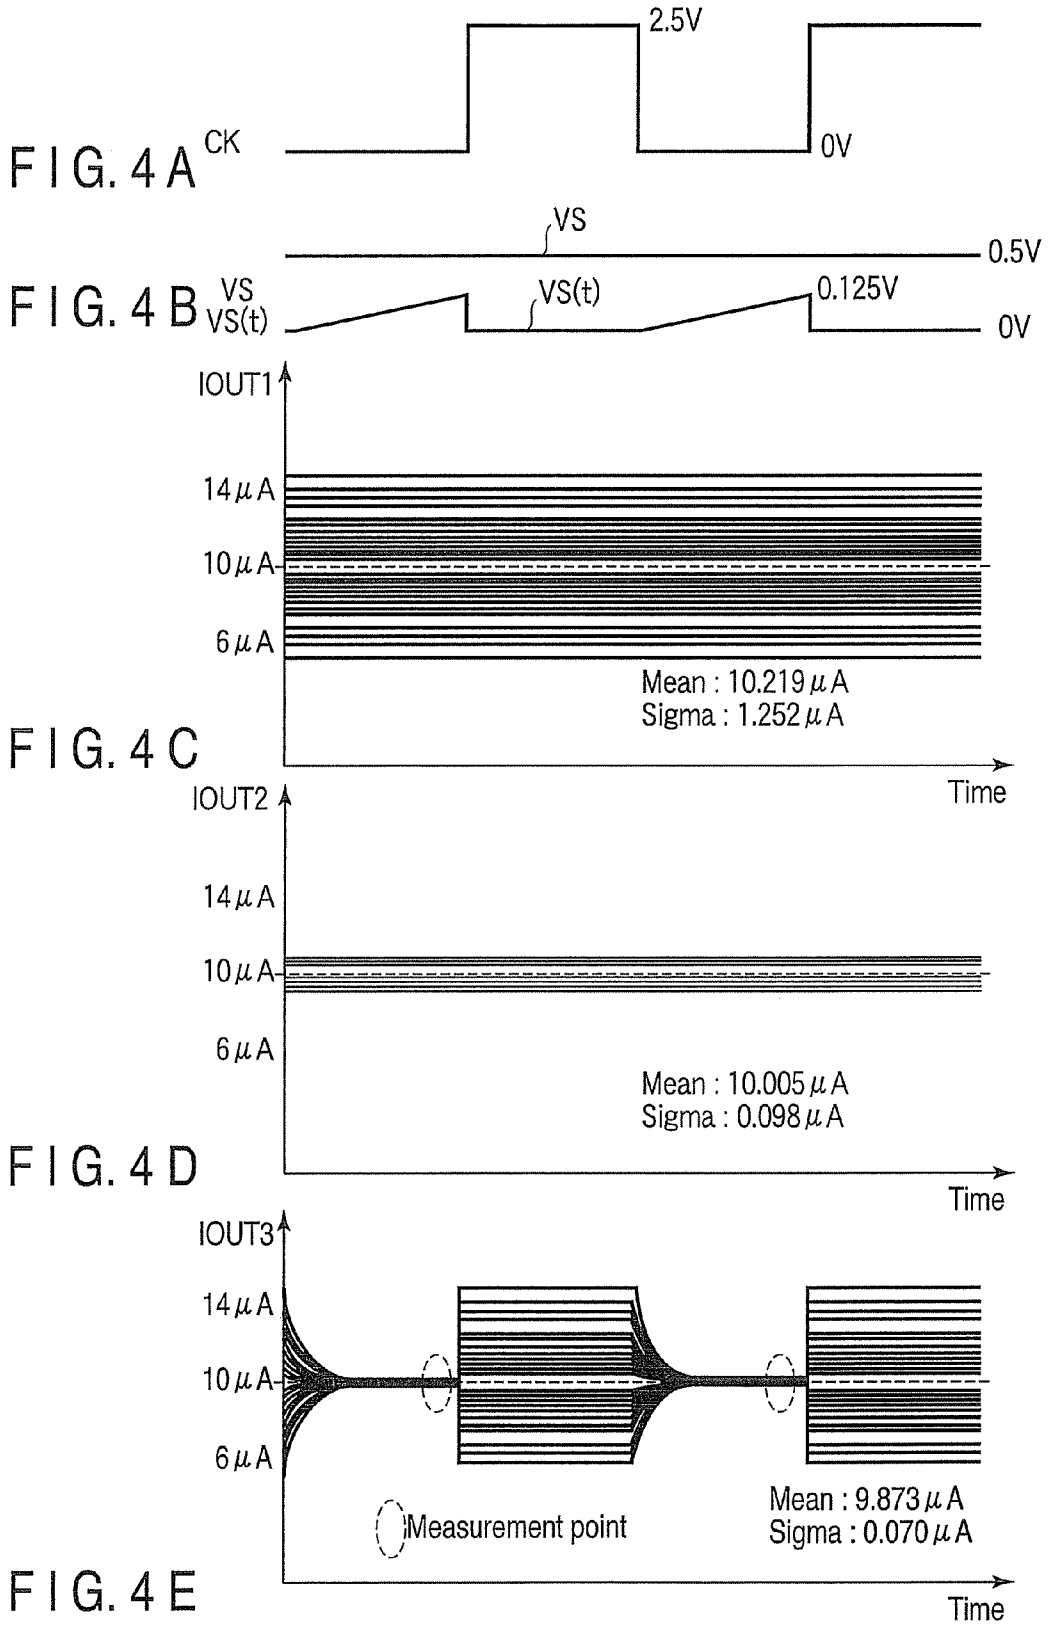 2.5V
CK
0V
FIG. 4A
VS
0.5V
VS
VS(t)
VS(t)
0.125V
0V
FIG. 4B
IOUT1
14μA
10μA
6μA
Mean : 10.219μA
Sigma : 1.252μA
FIG. 4C
Time
IOUT2
14μA
10μA
6μA
Mean : 10.005μA
Sigma : 0.098μA
FIG. 4D
Time
IOUT3
14μA
10μA
6μA
Mean : 9.873μA
Sigma : 0.070μA
Measurement point
FIG. 4E
Time